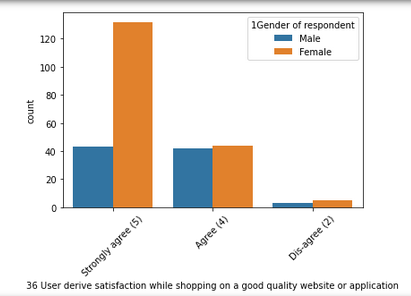 1Gender of respondent
Male
Female
count
120
100
80
60
40
20
0
Strongly agree (5)
Agree (4)
Dis-agree (2)
36 User derive satisfaction while shopping on a good quality website or application